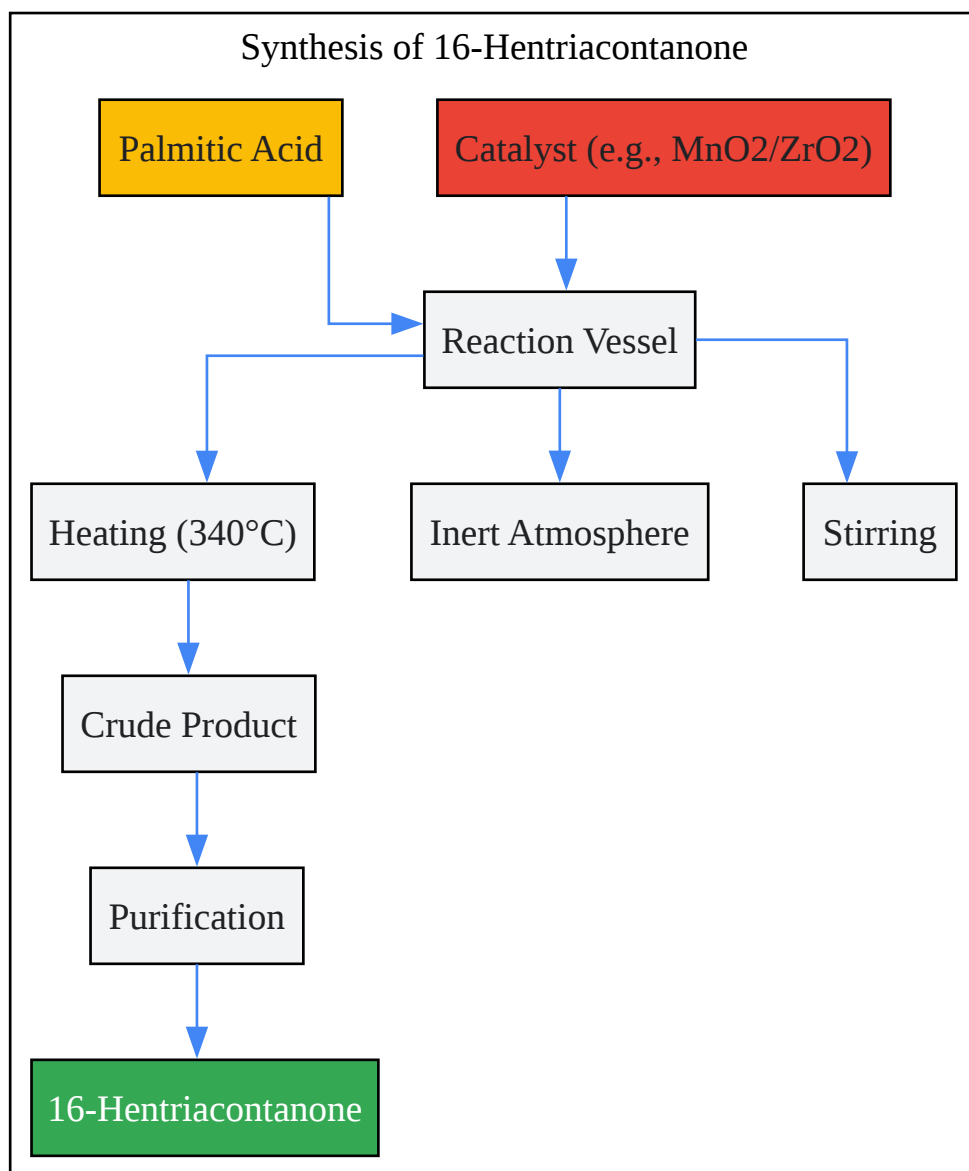 Synthesis of 16-Hentriacontanone
Palmitic Acid
Catalyst (e.g., MnO2/ZrO2)
Reaction Vessel
Heating (340°C)
Inert Atmosphere
Stirring
Crude Product
Purification
16-Hentriacontanone